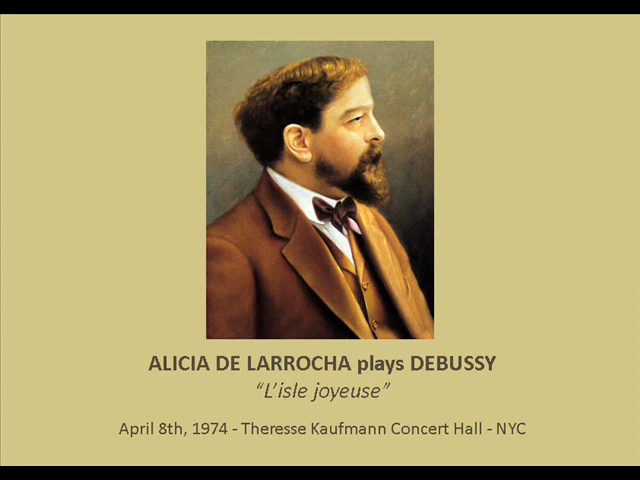 ALICIA DE LARROCHA plays DEBUSSY
“L’isle joyeuse”
April 8th, 1974 - Theresse Kaufmann Concert Hall - NYC